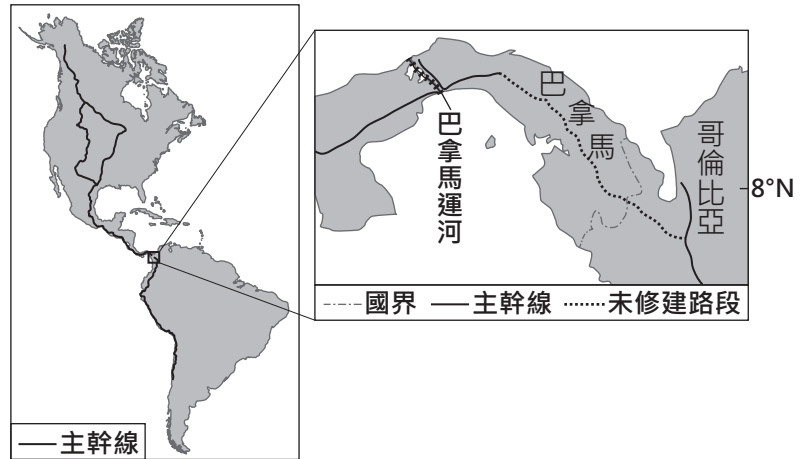 主幹線
巴拿馬
巴拿馬運河
哥倫比亞
8°N
國界 主幹線 未修建路段